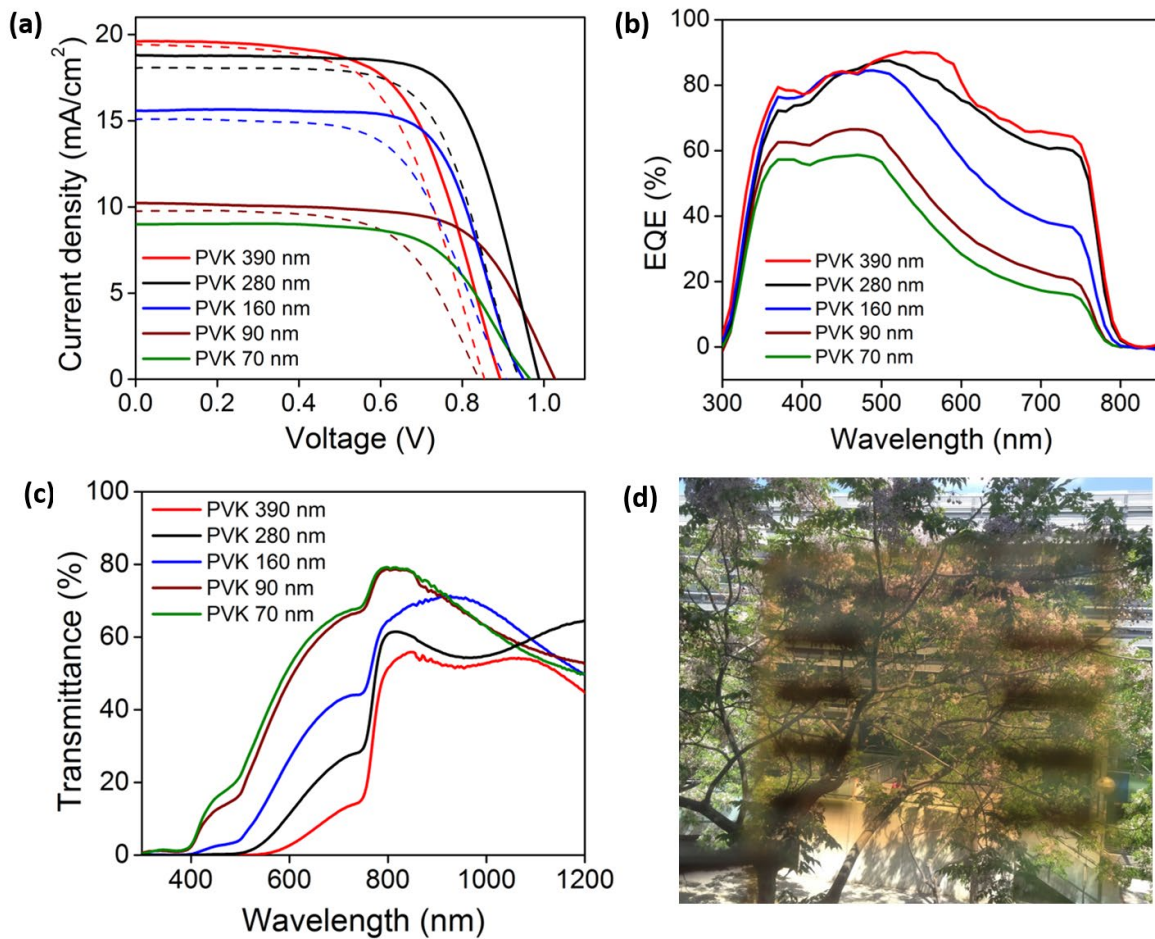 (a)
20
15
10
5
0
Current density (mA/cm²)
PVK 390 nm
PVK 280 nm
PVK 160 nm
PVK 90 nm
PVK 70 nm
0.0 0.2 0.4 0.6 0.8 1.0
Voltage (V)
(b)
100
80
60
40
20
0
EQE (%)
PVK 390 nm
PVK 280 nm
PVK 160 nm
PVK 90 nm
PVK 70 nm
300 400 500 600 700 800
Wavelength (nm)
(c)
100
80
60
40
20
0
Transmittance (%)
PVK 390 nm
PVK 280 nm
PVK 160 nm
PVK 90 nm
PVK 70 nm
400 600 800 1000 1200
Wavelength (nm)
(d)